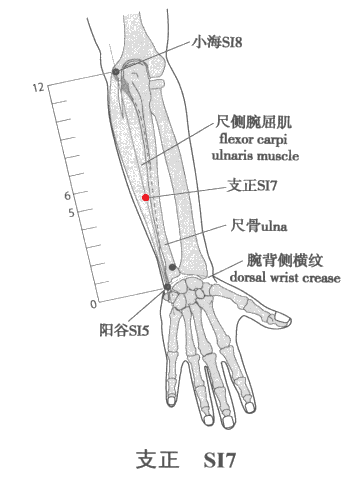 小海SI8
12
尺侧腕屈肌
flexor carpi
ulnaris muscle
支正SI7
6
5
尺骨ulna
腕背侧横纹
dorsal wrist crease
0
阳谷SI5
支正 SI7